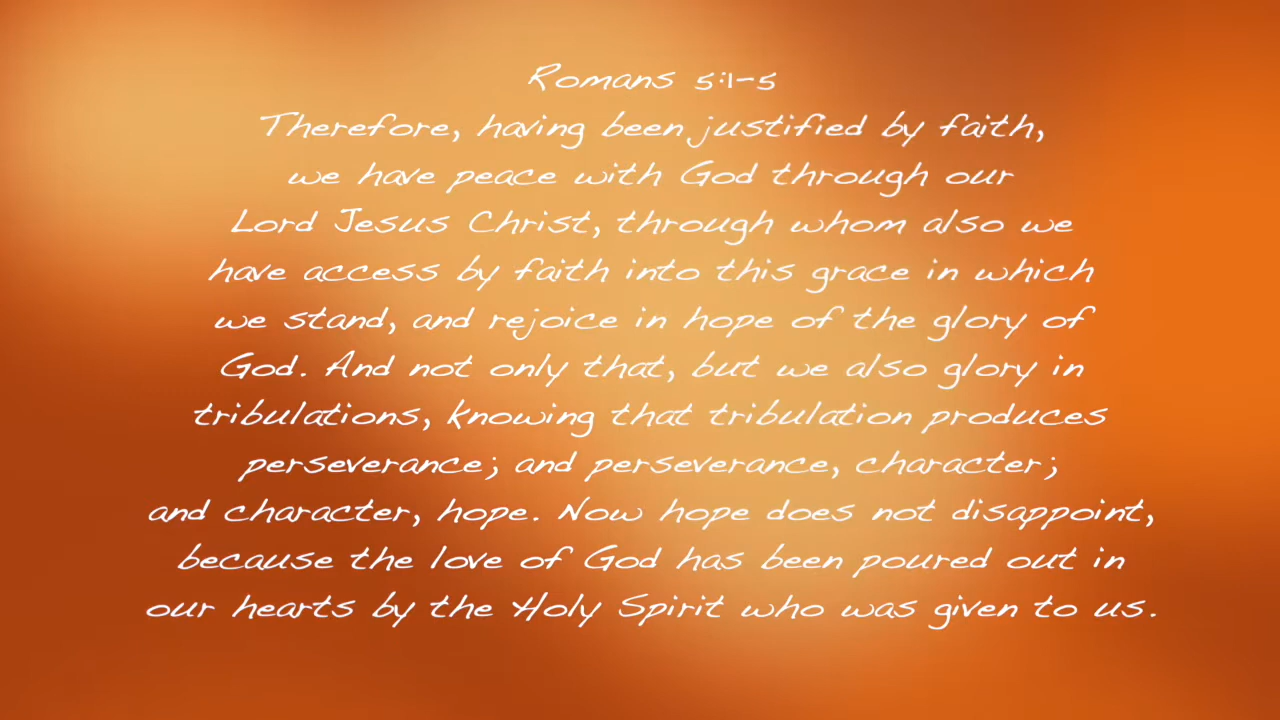 Romans 5:1-5
Therefore, having been justified by faith,
we have peace with God through our
Lord Jesus Christ, through whom also we
have access by faith into this grace in which
we stand, and rejoice in hope of the glory of
God. And not only that, but we also glory in
tribulations, knowing that tribulation produces
perseverance; and perseverance, character;
and character, hope. Now hope does not disappoint,
because the love of God has been poured out in
our hearts by the Holy Spirit who was given to us.